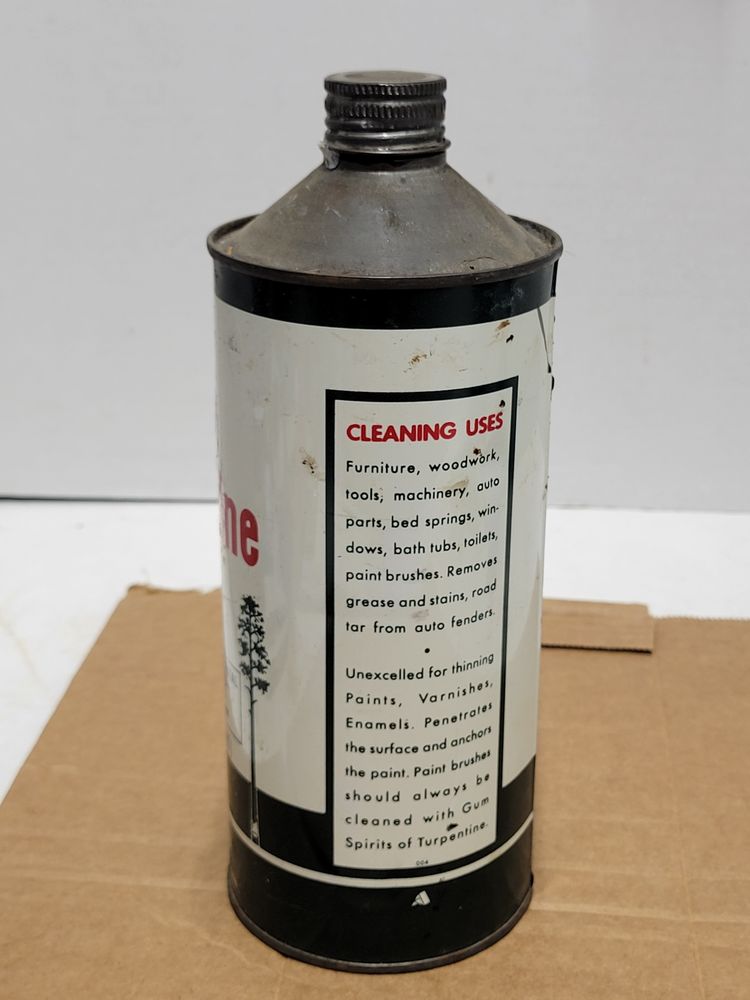 ine
CLEANING USES
Furniture, woodwork,
tools, machinery, auto
parts, bed springs, win-
dows, bath tubs, toilets,
paint brushes. Removes
grease and stains, road
tar from auto fenders.
•
Unexcelled for thinning
Paints, Varnishes,
Enamels. Penetrates
the surface and anchors
the paint. Paint brushes
should always be
cleaned with Gum
Spirits of Turpentine.
004